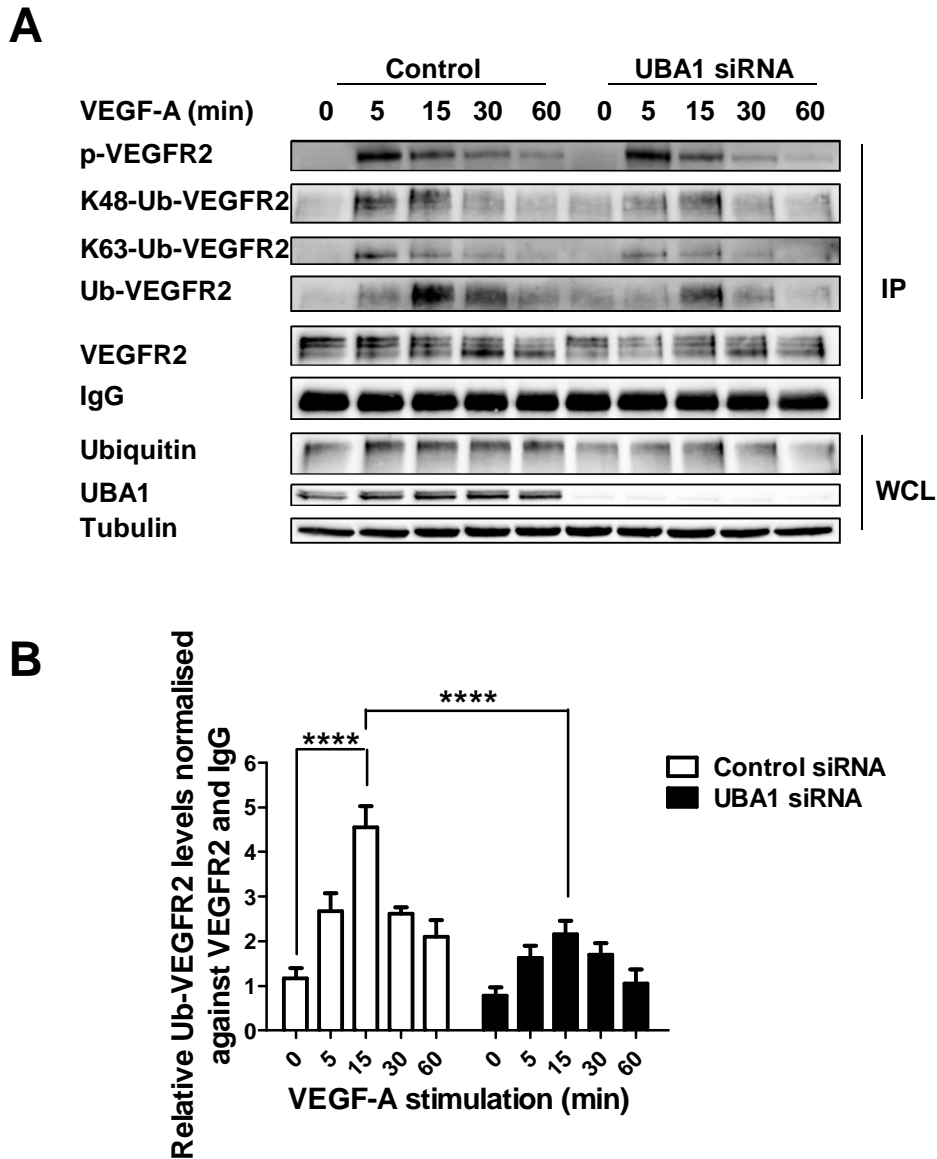 A
Control UBA1 siRNA
VEGF-A (min) 0 5 15 30 60 0 5 15 30 60
p-VEGFR2
K48-Ub-VEGFR2
K63-Ub-VEGFR2
Ub-VEGFR2
IP
VEGFR2
IgG
Ubiquitin
UBA1
WCL
Tubulin
B
Relative Ub-VEGFR2 levels normalised
against VEGFR2 and IgG
****
****
6
5
4
3
2
1
0
Control siRNA
UBA1 siRNA
0 5 15 30 60 0 5 15 30 60
VEGF-A stimulation (min)